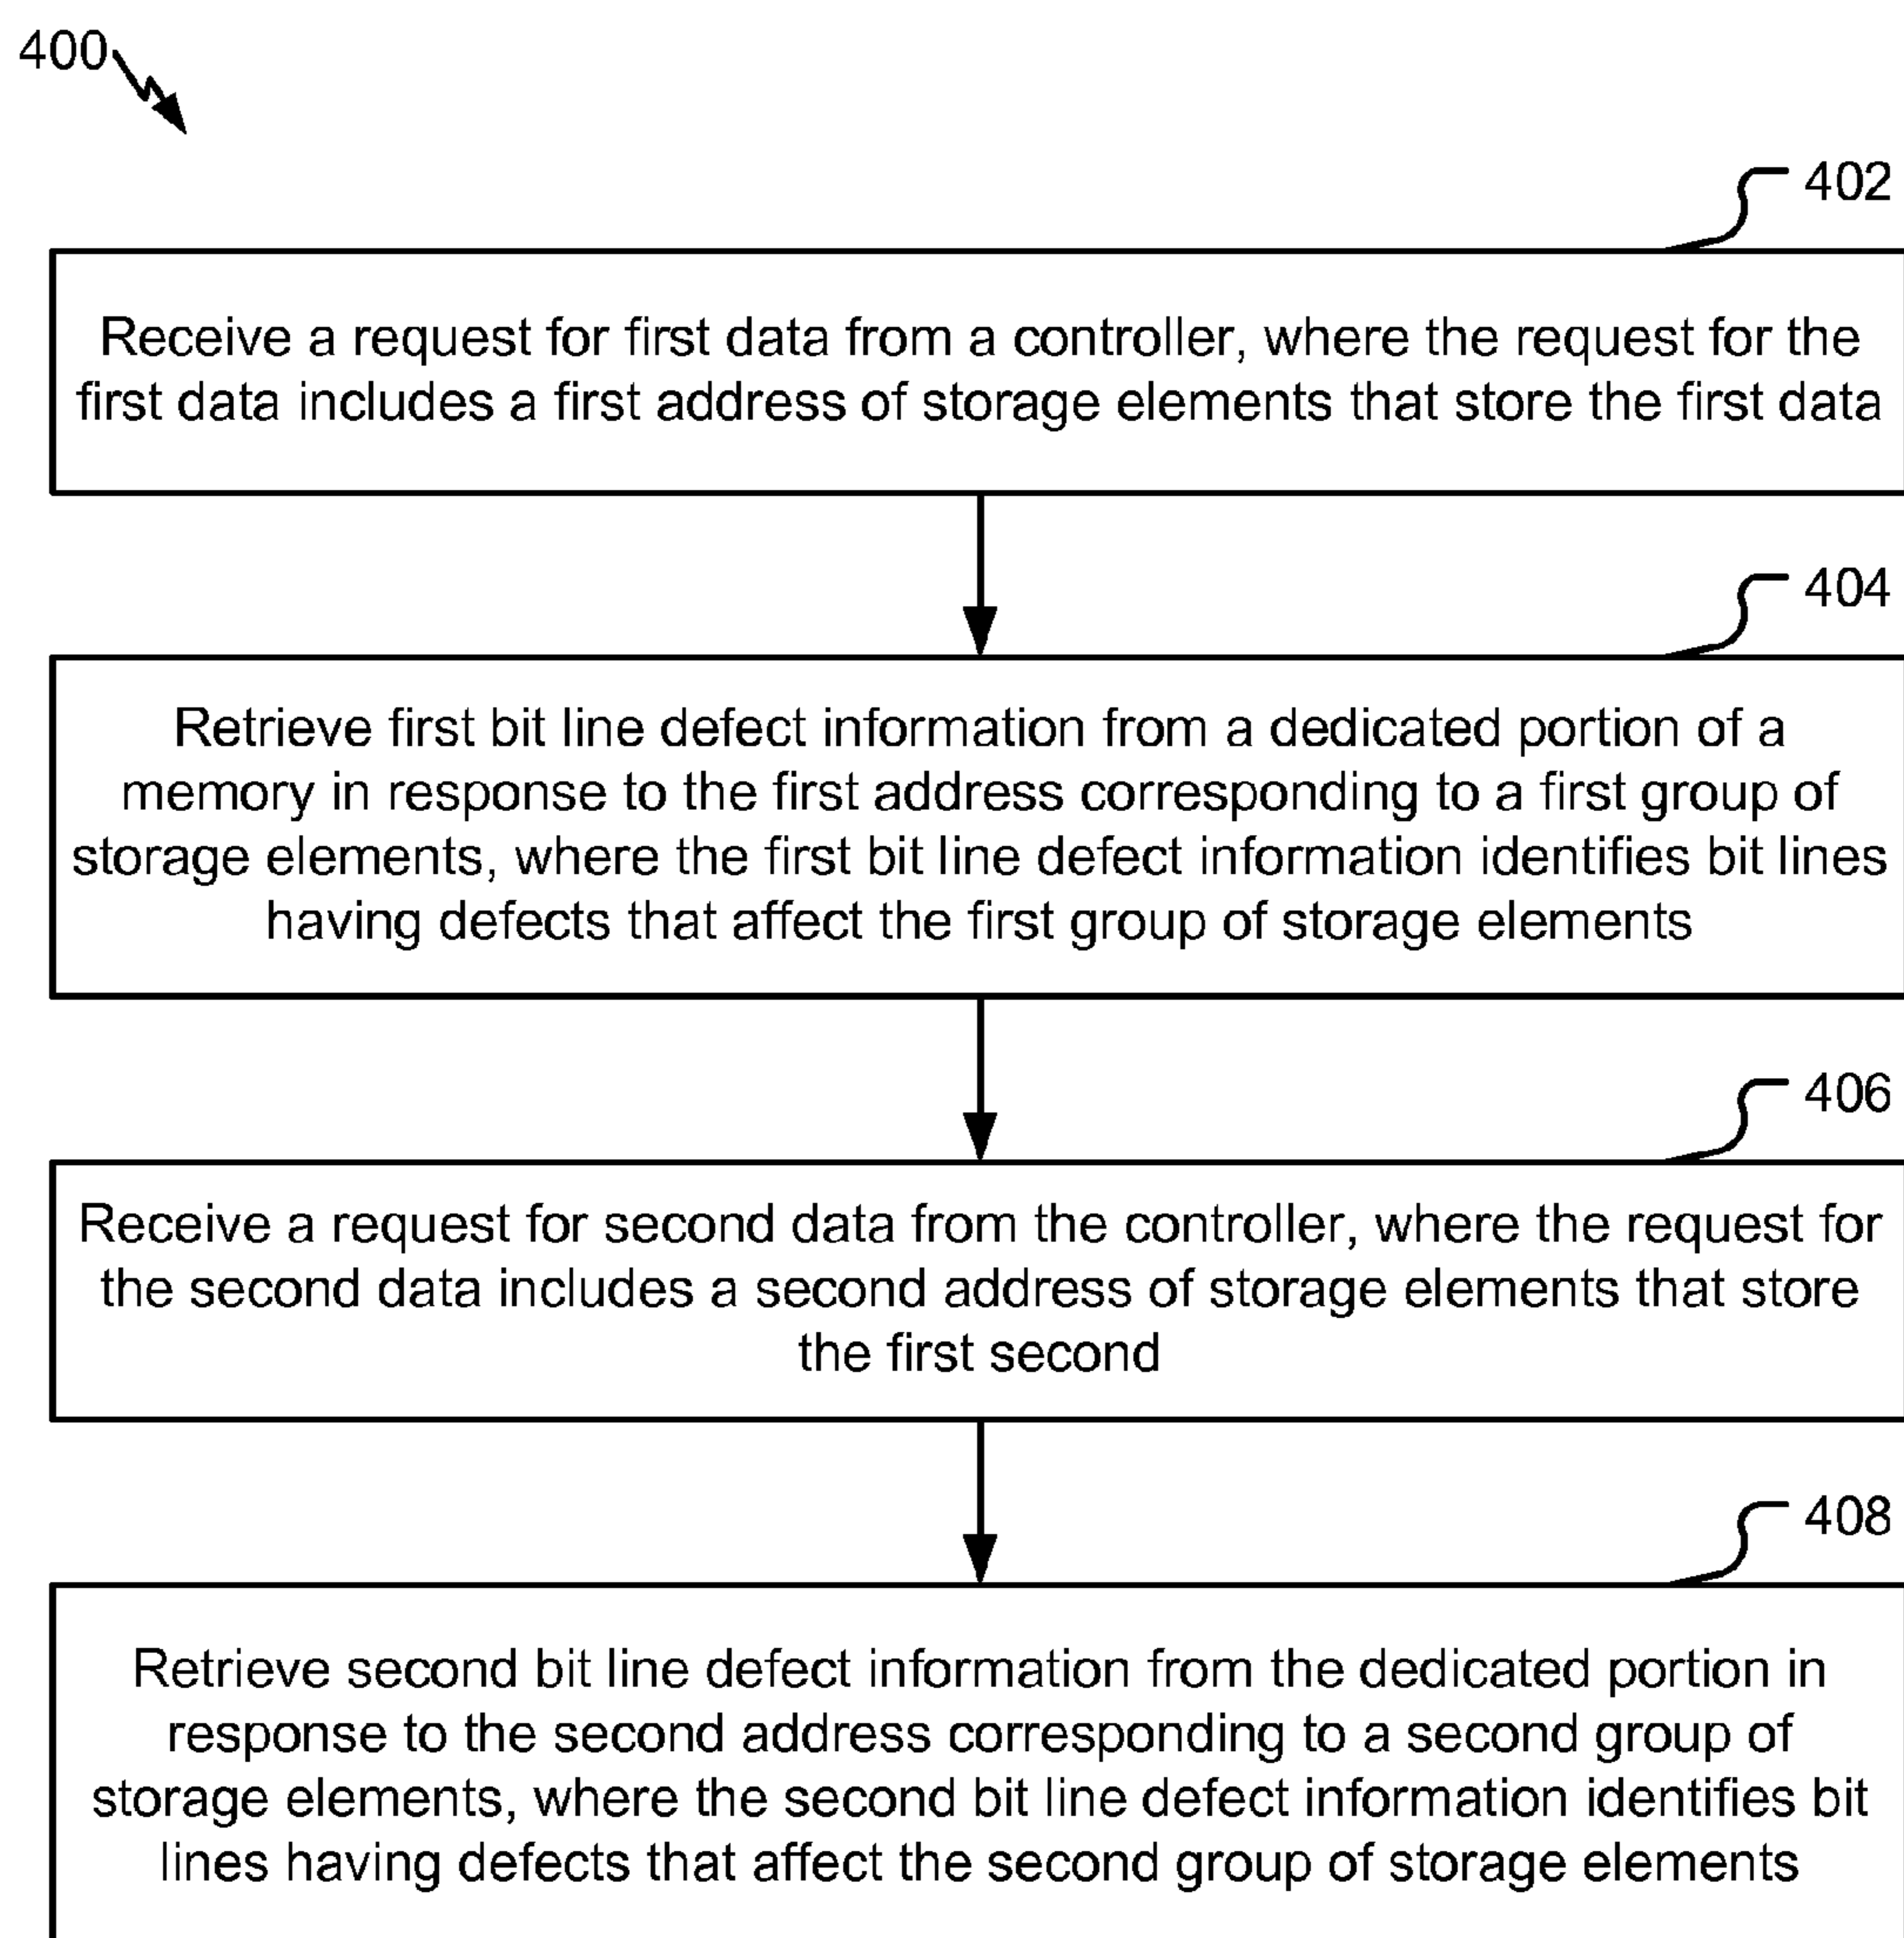 400
402
Receive a request for first data from a controller, where the request for the
first data includes a first address of storage elements that store the first data
404
Retrieve first bit line defect information from a dedicated portion of a
memory in response to the first address corresponding to a first group of
storage elements, where the first bit line defect information identifies bit lines
having defects that affect the first group of storage elements
406
Receive a request for second data from the controller, where the request for
the second data includes a second address of storage elements that store
the first second
408
Retrieve second bit line defect information from the dedicated portion in
response to the second address corresponding to a second group of
storage elements, where the second bit line defect information identifies bit
lines having defects that affect the second group of storage elements